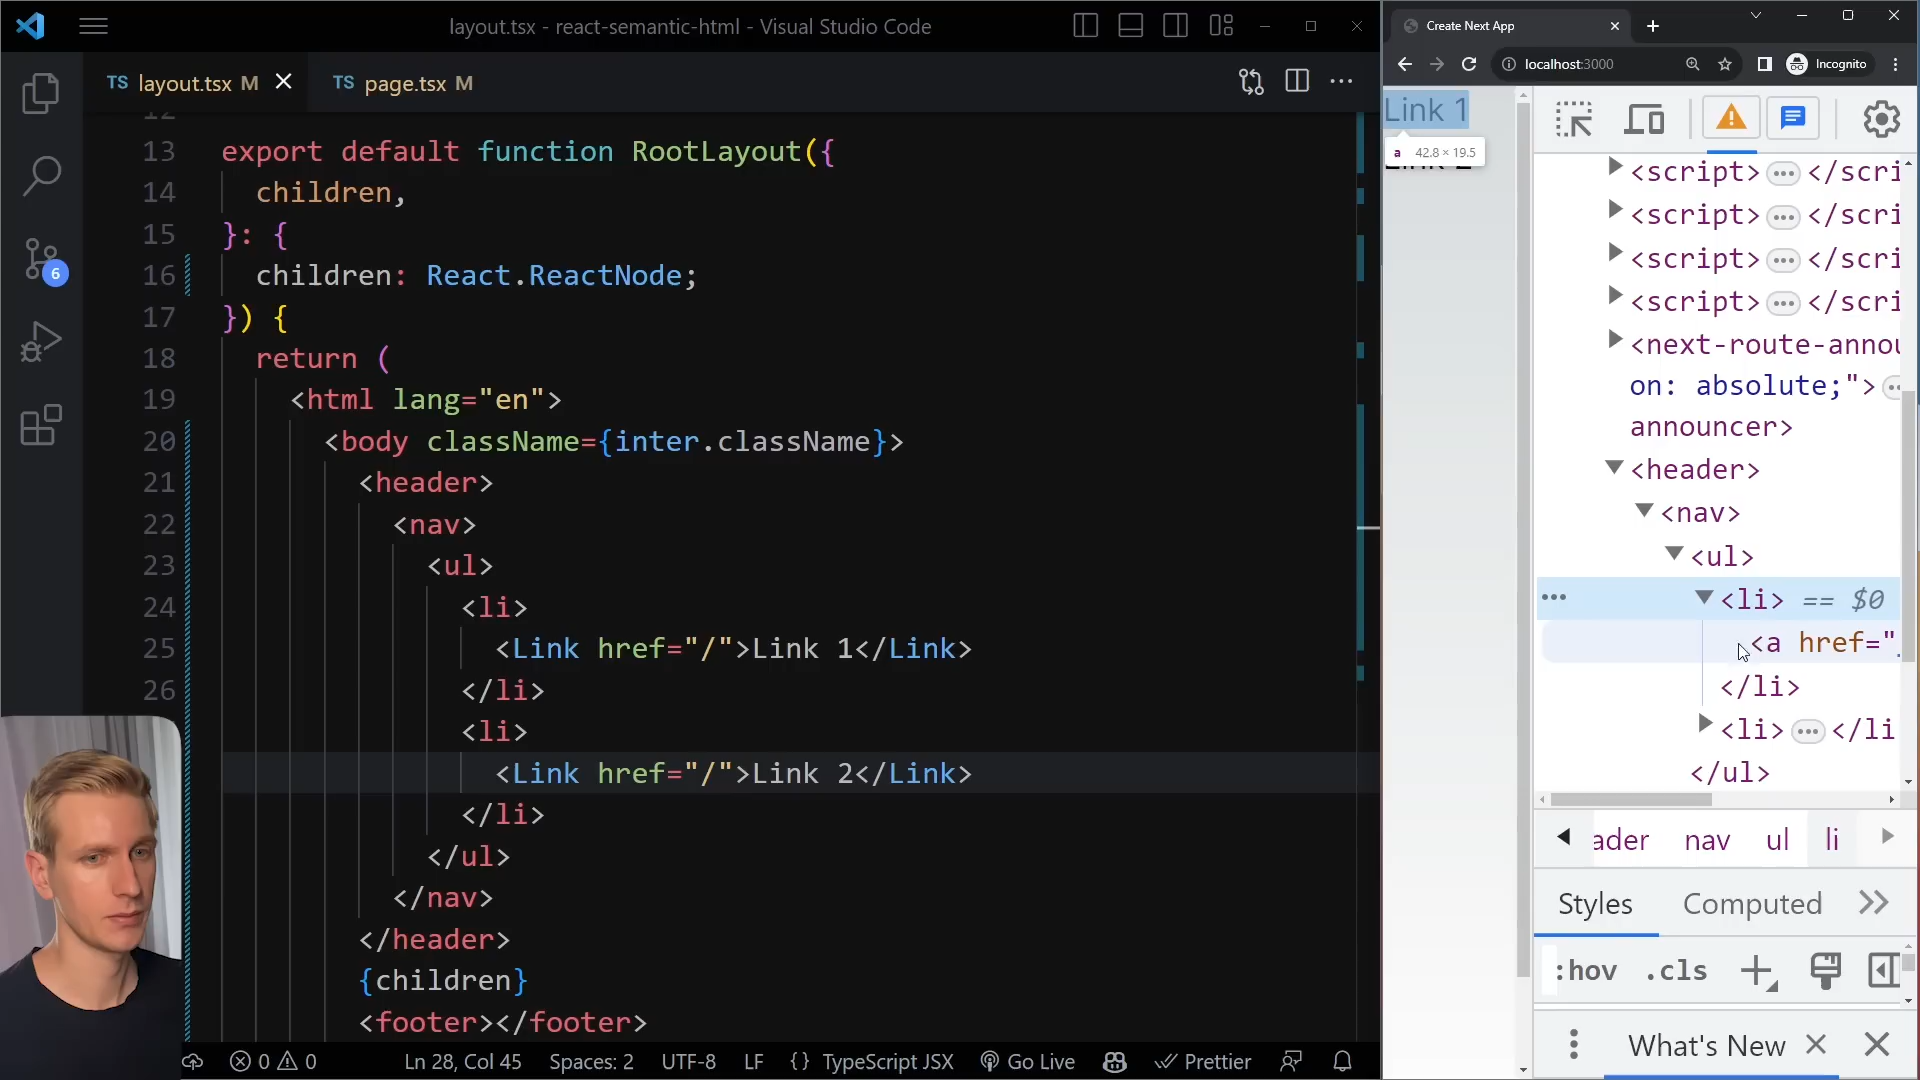 layout.tsx - react-semantic-html - Visual Studio Code
TS layout.tsx M
TS page.tsx M
12
13 export default function RootLayout({
14 children,
15 }: {
16 children: React.ReactNode;
17 }) {
18 return (
19 <html lang="en">
20 <body className={inter.className}>
21 <header>
22 <nav>
23 <ul>
24 <li>
25 <Link href="/">Link 1</Link>
26 </li>
<li>
<Link href="/">Link 2</Link>
</li>
</ul>
</nav>
</header>
{children}
<footer></footer>
6
0 0 Ln 28, Col 45 Spaces: 2 UTF-8 LF {} TypeScript JSX Go Live Prettier
Create Next App
localhost:3000
Incognito
Link 1
a 42.8 × 19.5
Link 2
<script> ••• </scri
<script> ••• </scri
<script> ••• </scri
<script> ••• </scri
<next-route-annou
on: absolute;">
announcer>
<header>
<nav>
<ul>
••• <li> == $0
<a href="
</li>
<li> ••• </li
</ul>
ader nav ul li
Styles Computed
:hov .cls
What's New